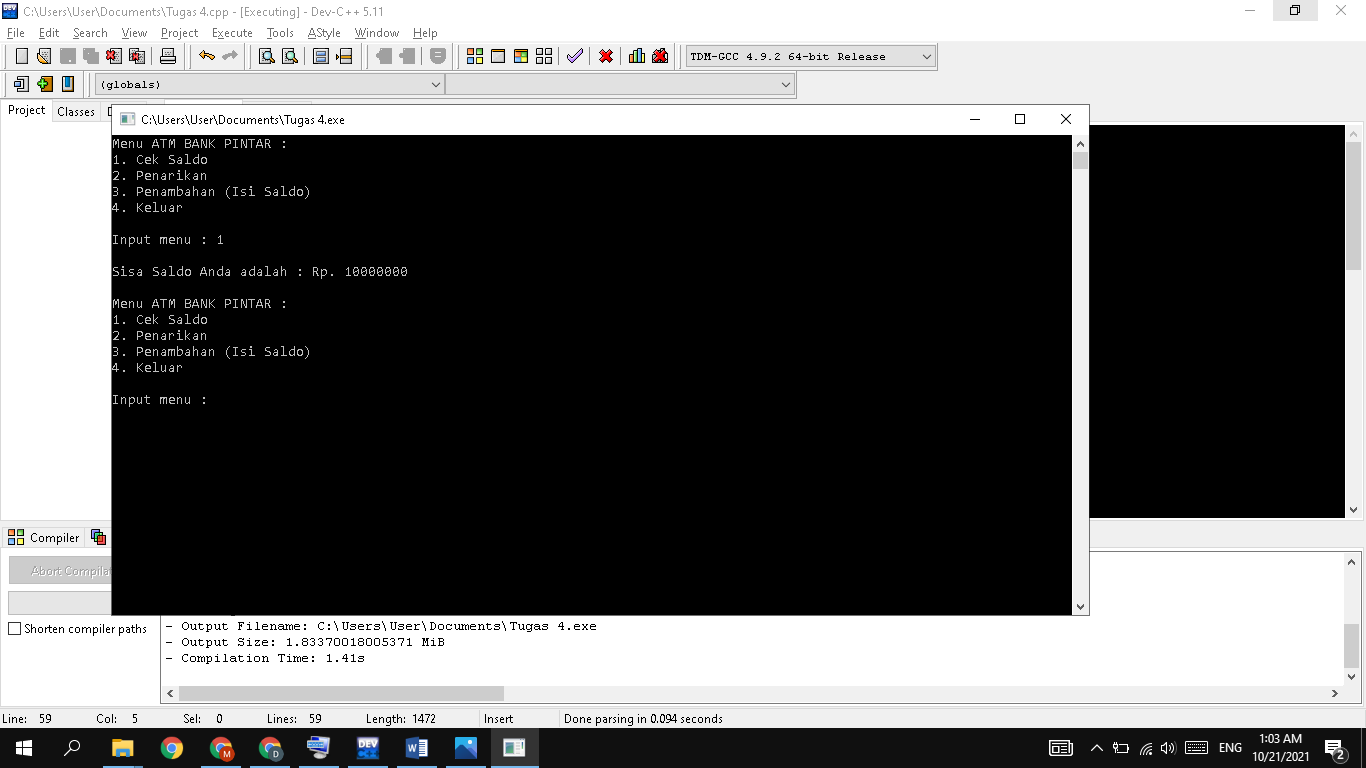 C:\Users\User\Documents\Tugas 4.cpp - [Executing] - Dev-C++ 5.11
File Edit Search View Project Execute Tools AStyle Window Help
TDM-GCC 4.9.2 64-bit Release
(globals)
Project Classes
C:\Users\User\Documents\Tugas 4.exe
Menu ATM BANK PINTAR :
1. Cek Saldo
2. Penarikan
3. Penambahan (Isi Saldo)
4. Keluar
Input menu : 1
Sisa Saldo Anda adalah : Rp. 10000000
Menu ATM BANK PINTAR :
1. Cek Saldo
2. Penarikan
3. Penambahan (Isi Saldo)
4. Keluar
Input menu :
Compiler
Abort Compilat
Shorten compiler paths
- Output Filename: C:\Users\User\Documents\Tugas 4.exe
- Output Size: 1.83370018005371 MiB
- Compilation Time: 1.41s
Line: 59 Col: 5 Sel: 0 Lines: 59 Length: 1472 Insert Done parsing in 0.094 seconds
ENG
1:03 AM
10/21/2021
2